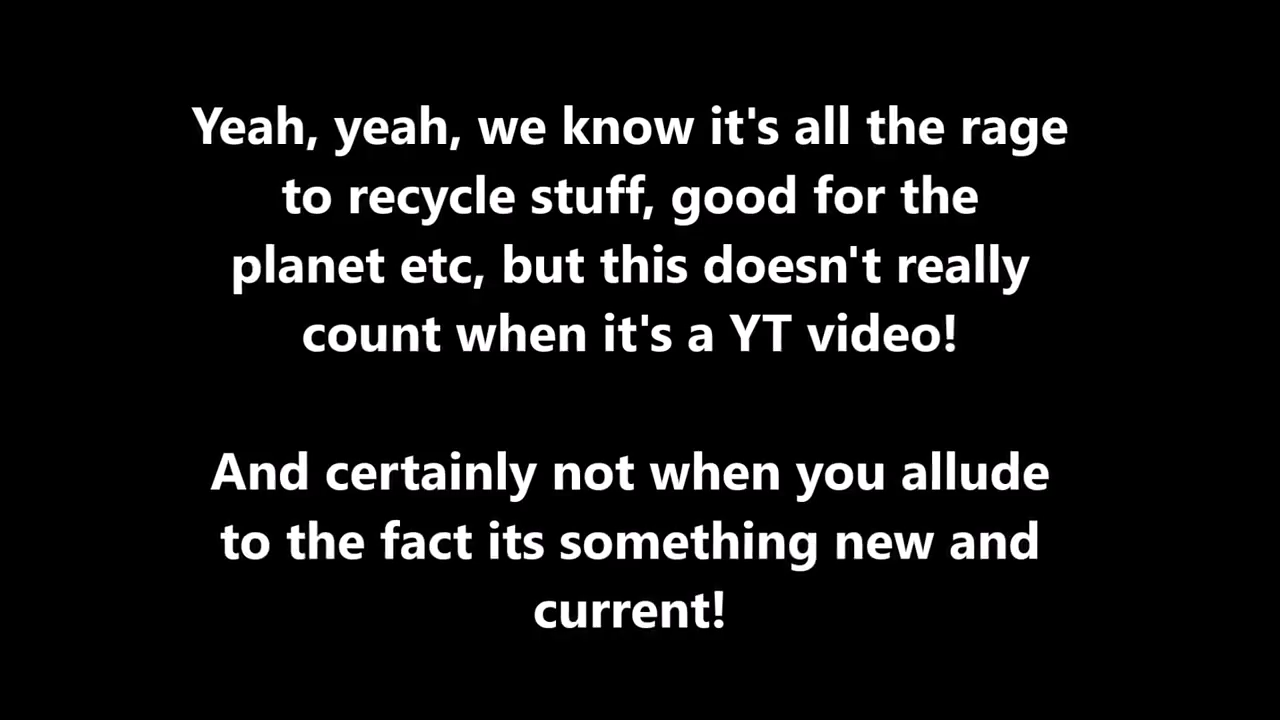 Yeah, yeah, we know it's all the rage
to recycle stuff, good for the
planet etc, but this doesn't really
count when it's a YT video!
And certainly not when you allude
to the fact its something new and
current!